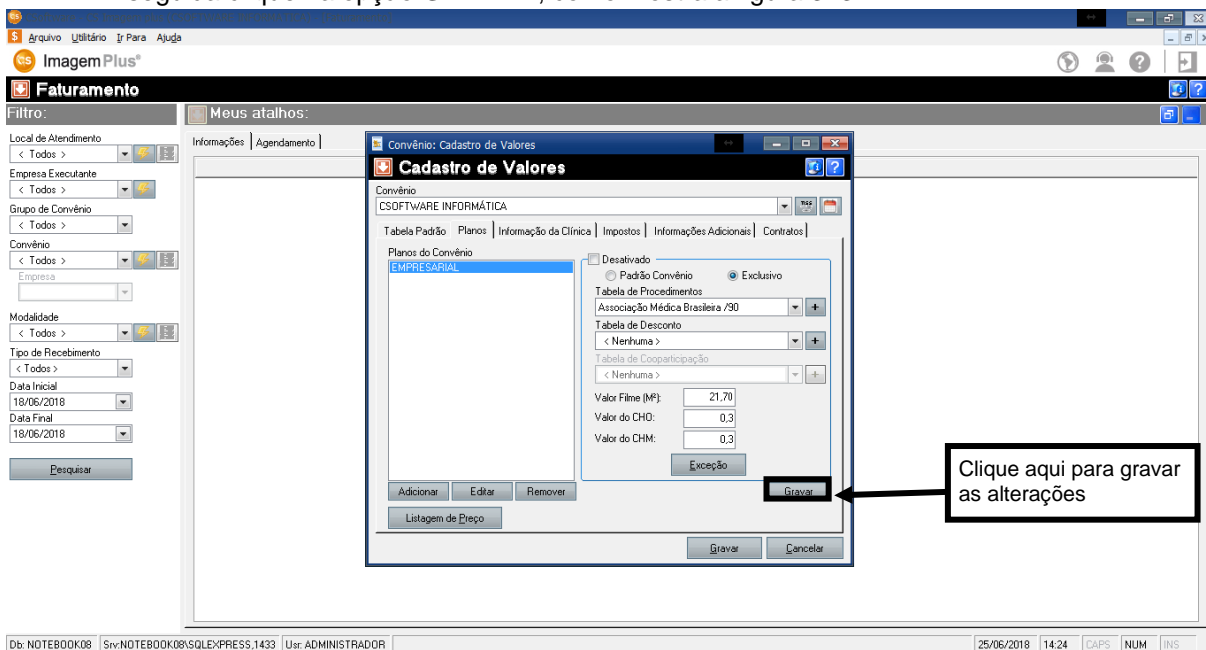 Arquivo Utilitário Ir Para Ajuda
ImagemPlus®
Faturamento
Filtro:
Meus atalhos:
Local de Atendimento
< Todos >
Empresa Executante
< Todos >
Grupo de Convênio
< Todos >
Convênio
< Todos >
Empresa
Modalidade
< Todos >
Tipo de Recebimento
< Todos >
Data Inicial
18/06/2018
Data Final
18/06/2018
Pesquisar
Informações Agendamento
Convênio: Cadastro de Valores
Cadastro de Valores
Convênio
CSOFTWARE INFORMÁTICA
Tabela Padrão Planos Informação da Clínica Impostos Informações Adicionais Contratos
Planos do Convênio
EMPRESARIAL
Desativado
Padrão Convênio Exclusivo
Tabela de Procedimentos
Associação Médica Brasileira /90
Tabela de Desconto
< Nenhuma >
Tabela de Cooparticipação
< Nenhuma >
Valor Filme (M²): 21,70
Valor do CHO: 0,3
Valor do CHM: 0,3
Exceção
Adicionar Editar Remover Gravar
Listagem de Preço
Gravar Cancelar
Clique aqui para gravar
as alterações
Db: NOTEBOOK08 Srv:NOTEBOOK08\SQLEXPRESS,1433 Usr: ADMINISTRADOR 25/06/2018 14:24 CAPS NUM INS